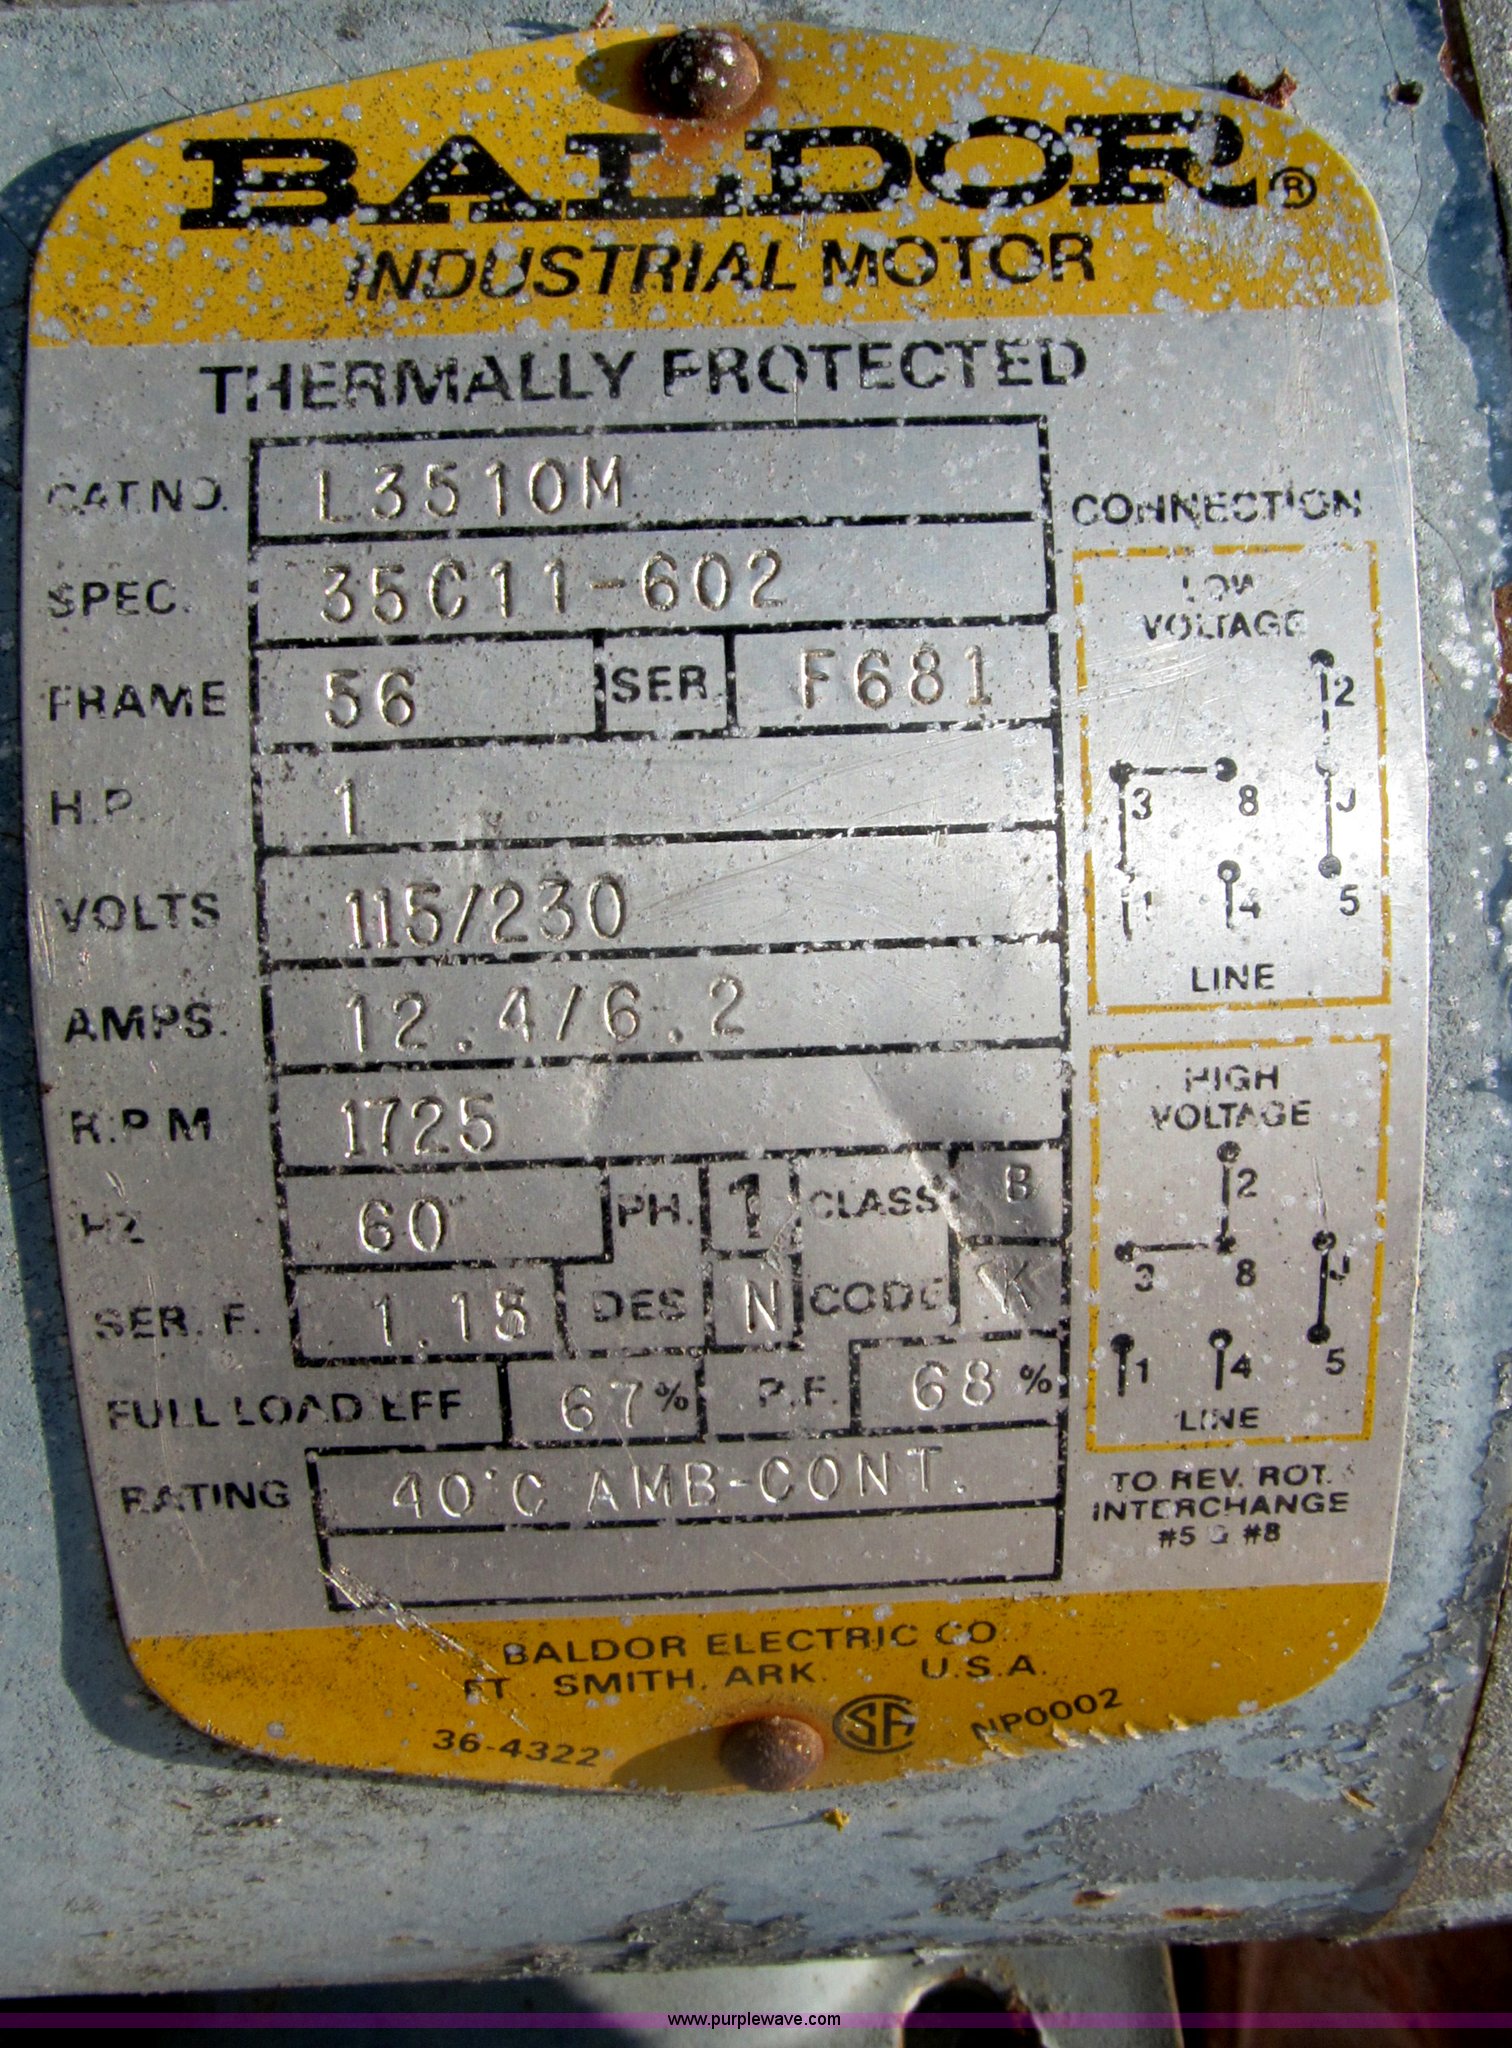 BALDOR®
INDUSTRIAL MOTOR
THERMALLY PROTECTED
CAT.NO. L3510M
SPEC. 35C11-602
FRAME 56 SER F681
H.P. 1
VOLTS 115/230
AMPS. 12.4/6.2
R.P.M 1725
HZ 60 PH. 1 CLASS B
SER. F. 1.15 DES N CODE K
FULL LOAD EFF 67% P.F. 68%
RATING 40°C AMB-CONT.
CONNECTION
LOW
VOLTAGE
2
3 8 J
1 4 5
LINE
HIGH
VOLTAGE
2
3 8 J
1 4 5
LINE
TO REV. ROT.
INTERCHANGE
#5 & #8
BALDOR ELECTRIC CO.
FT. SMITH, ARK. U.S.A.
36-4322 SA NP0002
www.purplewave.com